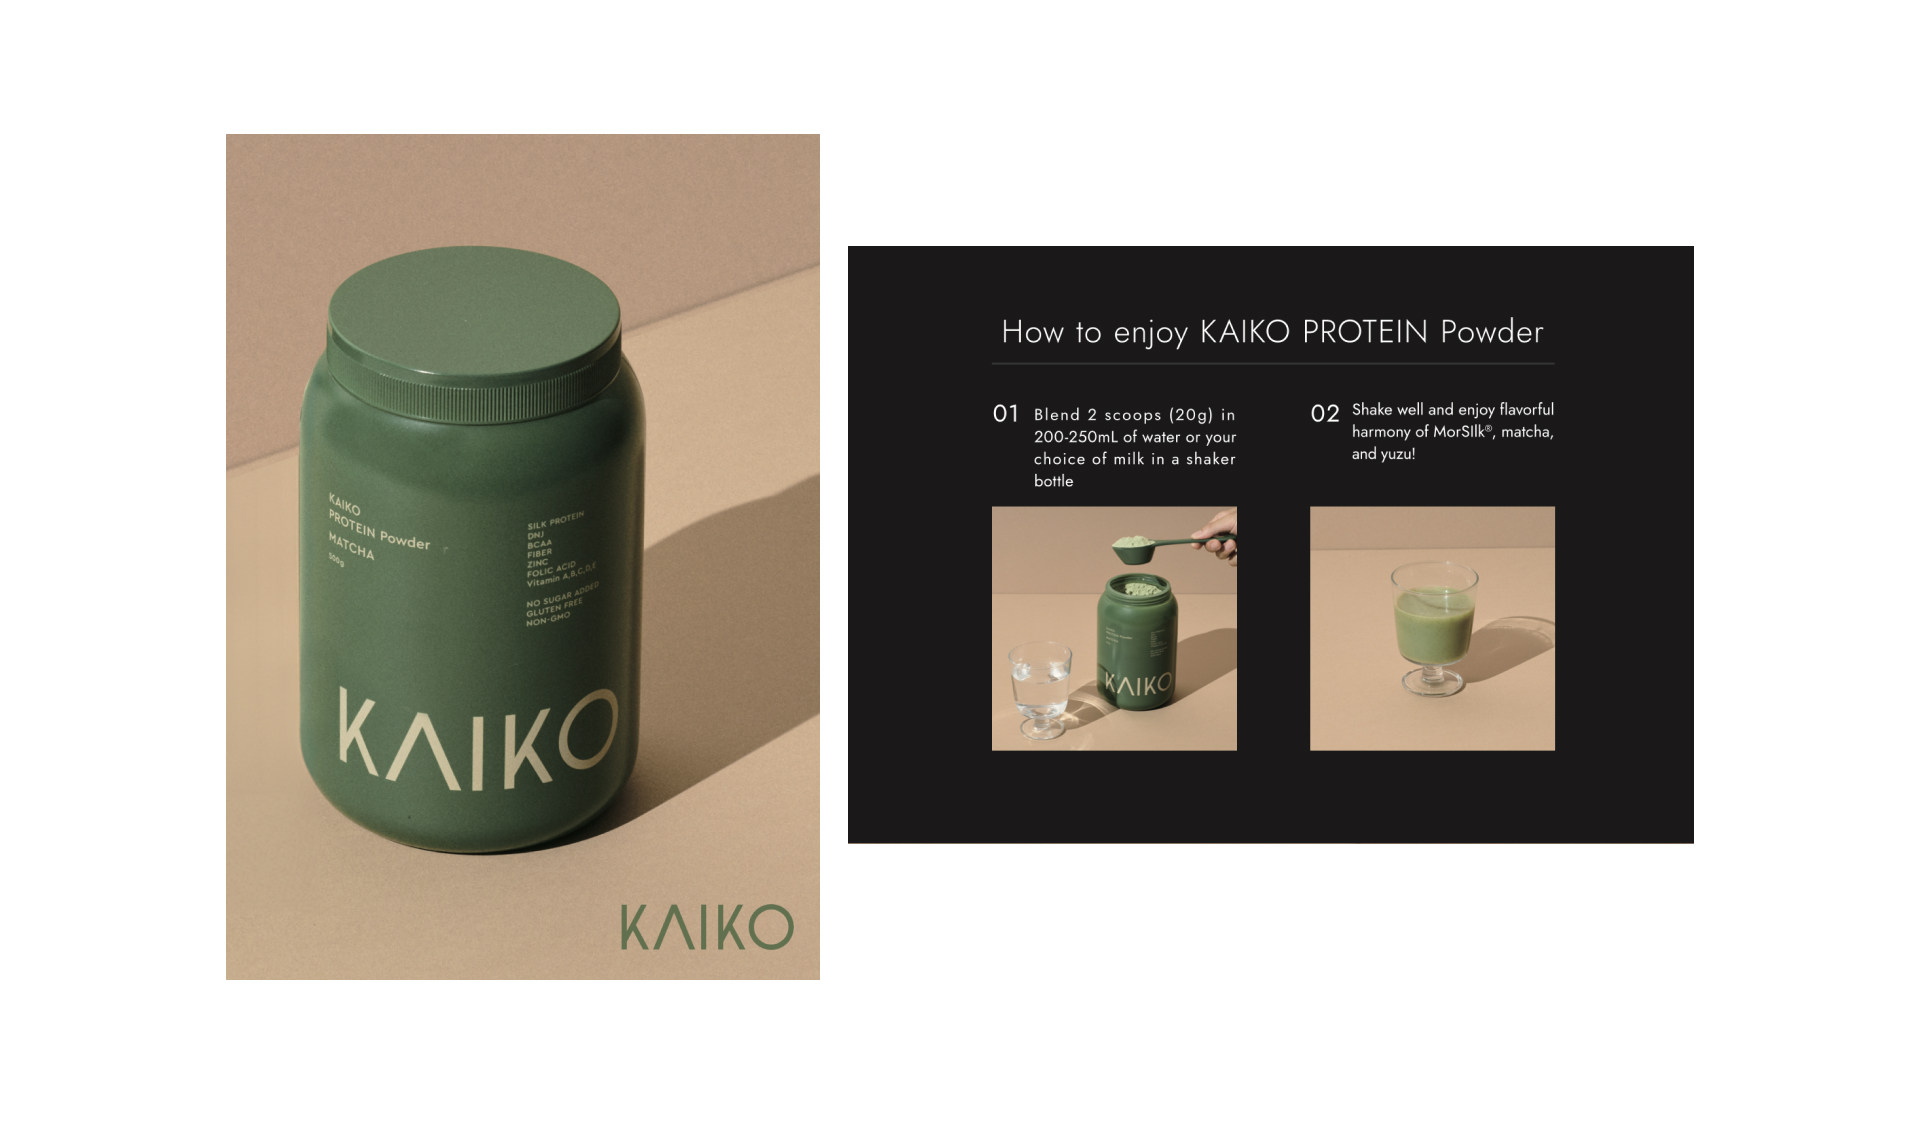 KAIKO
PROTEIN Powder
MATCHA
500g
SILK PROTEIN
DNJ
BCAA
FIBER
ZINC
FOLIC ACID
Vitamin A,B,C,D,E
NO SUGAR ADDED
GLUTEN FREE
NON-GMO
KAIKO
KAIKO
How to enjoy KAIKO PROTEIN Powder
01
Blend 2 scoops (20g) in
200-250mL of water or your
choice of milk in a shaker
bottle
02
Shake well and enjoy flavorful
harmony of MorSIlk®, matcha,
and yuzu!
KAIKO